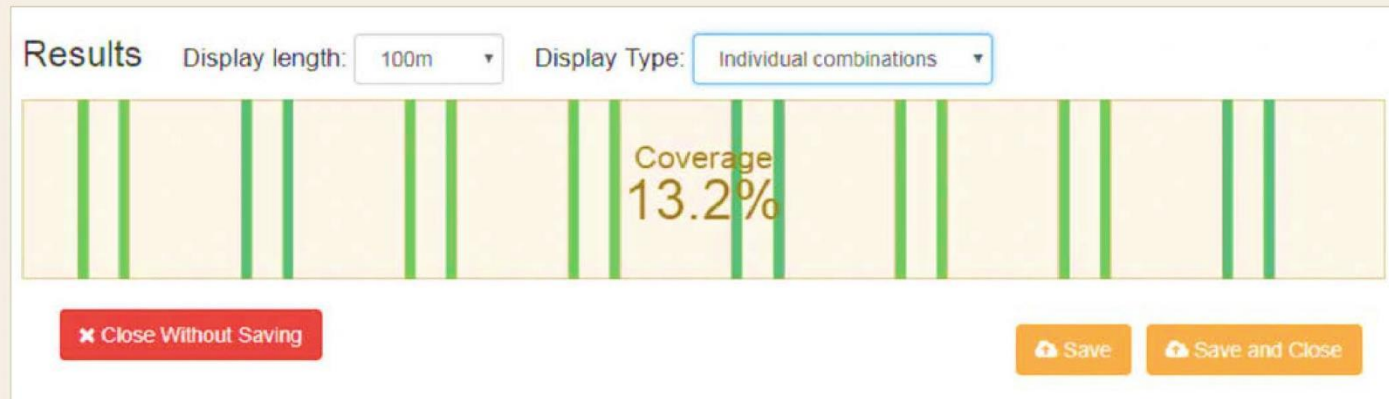 Results Display length: 100m Display Type: Individual combinations
Coverage
13.2%
Close Without Saving
Save Save and Close